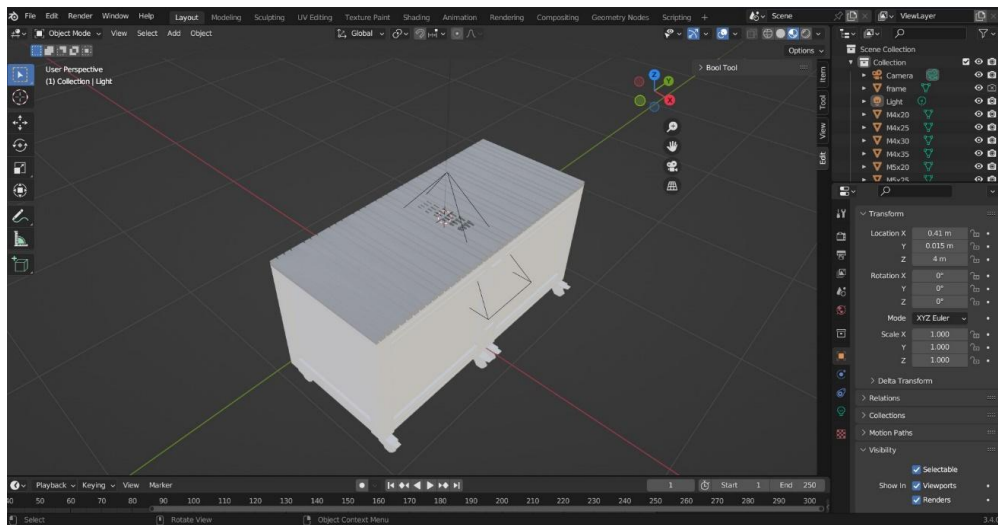 File Edit Render Window Help Layout Modeling Sculpting UV Editing Texture Paint Shading Animation Rendering Compositing Geometry Nodes Scripting + Scene ViewLayer
Object Mode View Select Add Object Global
Options
User Perspective
(1) Collection | Light
Bool Tool
Item
Tool
View
Edit
Z
Y
X
Scene Collection
Collection
Camera
frame
Light
M4x20
M4x25
M4x30
M4x35
M5x20
M5x25
Transform
Location X 0.41 m
Y 0.015 m
Z 4 m
Rotation X 0°
Y 0°
Z 0°
Mode XYZ Euler
Scale X 1.000
Y 1.000
Z 1.000
Delta Transform
Relations
Collections
Motion Paths
Visibility
Selectable
Show In Viewports
Renders
Playback Keying View Marker 1 Start 1 End 250
40 50 60 70 80 90 100 110 120 130 140 150 160 170 180 190 200 210 220 230 240 250 260 270 280 290 300
Select Rotate View Object Context Menu